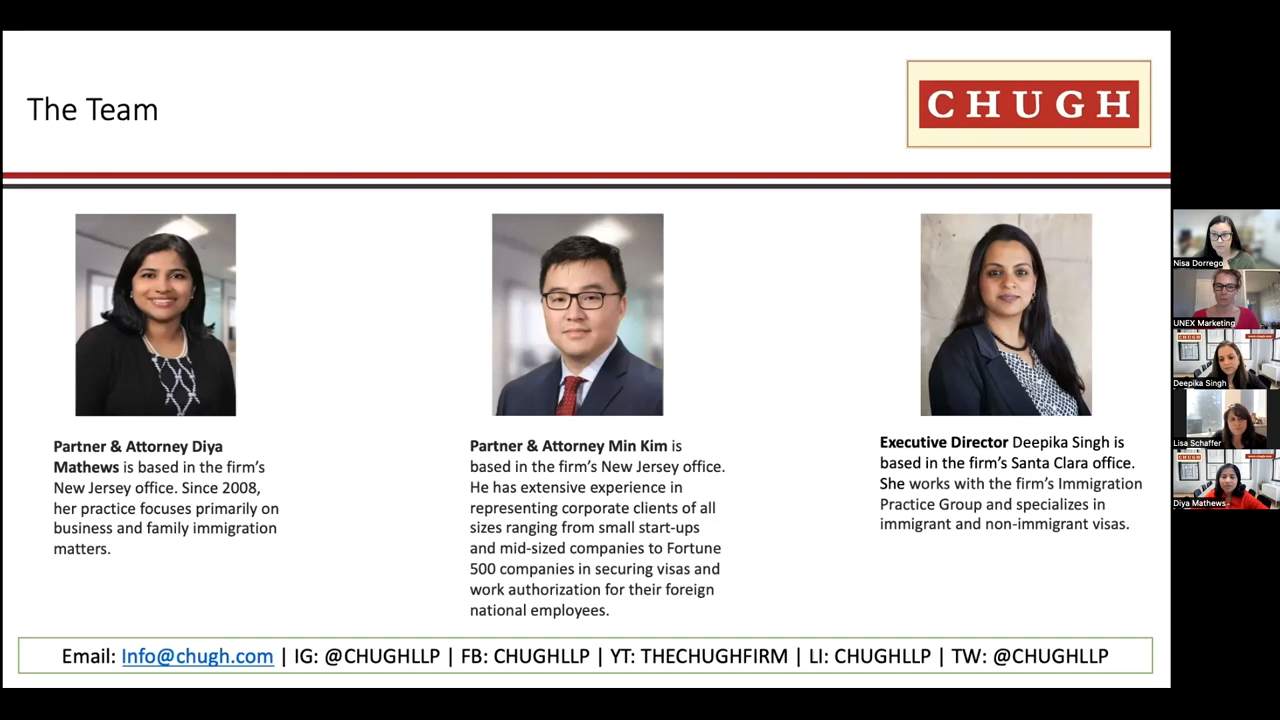 The Team
CHUGH
Partner & Attorney Diya
Mathews is based in the firm's
New Jersey office. Since 2008,
her practice focuses primarily on
business and family immigration
matters.
Partner & Attorney Min Kim is
based in the firm's New Jersey office.
He has extensive experience in
representing corporate clients of all
sizes ranging from small start-ups
and mid-sized companies to Fortune
500 companies in securing visas and
work authorization for their foreign
national employees.
Executive Director Deepika Singh is
based in the firm's Santa Clara office.
She works with the firm's Immigration
Practice Group and specializes in
immigrant and non-immigrant visas.
Email: Info@chugh.com | IG: @CHUGHLLP | FB: CHUGHLLP | YT: THECHUGHFIRM | LI: CHUGHLLP | TW: @CHUGHLLP
Nisa Dorrego
UNEX Marketing
CHUGH
Deepika Singh
Lisa Schaffer
CHUGH
Diya Mathews